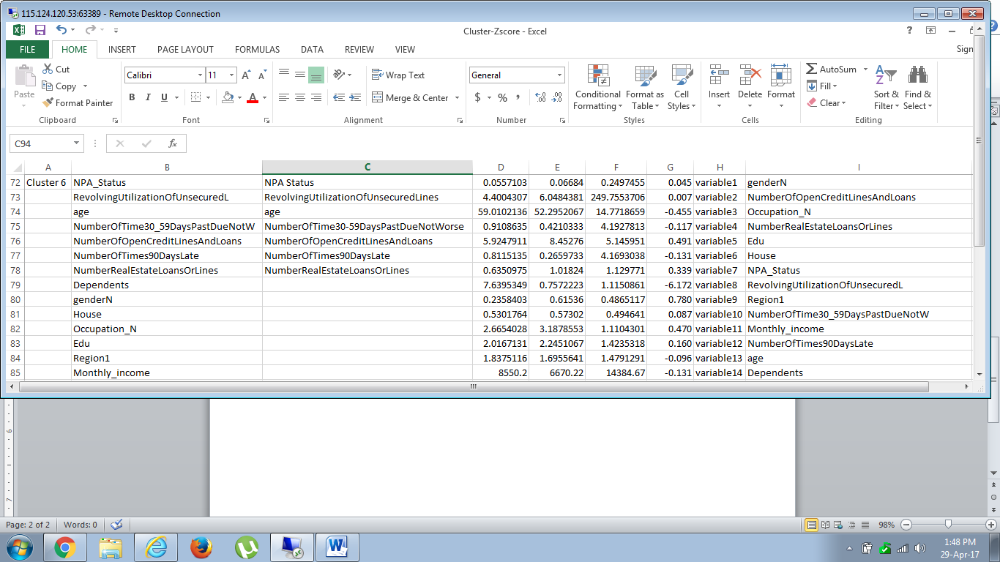 115.124.120.53:63389 - Remote Desktop Connection
Cluster-Zscore - Excel
FILE HOME INSERT PAGE LAYOUT FORMULAS DATA REVIEW VIEW Sign
Paste Cut Copy Format Painter Clipboard
Calibri 11 B I U A Font
Wrap Text Merge & Center Alignment
General $ % , Number
Conditional Formatting Format as Table Cell Styles Styles
Insert Delete Format Cells
AutoSum Fill Clear Sort & Filter Find & Select Editing
C94 fx
A B C D E F G H I
72 Cluster 6 NPA_Status NPA Status 0.0557103 0.06684 0.2497455 0.045 variable1 genderN
73 RevolvingUtilizationOfUnsecuredL RevolvingUtilizationOfUnsecuredLines 4.4004307 6.0484381 249.7553706 0.007 variable2 NumberOfOpenCreditLinesAndLoans
74 age age 59.0102136 52.2952067 14.7718659 -0.455 variable3 Occupation_N
75 NumberOfTime30_59DaysPastDueNotW NumberOfTime30-59DaysPastDueNotWorse 0.9108635 0.4210333 4.1927813 -0.117 variable4 NumberRealEstateLoansOrLines
76 NumberOfOpenCreditLinesAndLoans NumberOfOpenCreditLinesAndLoans 5.9247911 8.45276 5.145951 0.491 variable5 Edu
77 NumberOfTimes90DaysLate NumberOfTimes90DaysLate 0.8115135 0.2659733 4.1693038 -0.131 variable6 House
78 NumberRealEstateLoansOrLines NumberRealEstateLoansOrLines 0.6350975 1.01824 1.129771 0.339 variable7 NPA_Status
79 Dependents 7.6395349 0.7572223 1.1150861 -6.172 variable8 RevolvingUtilizationOfUnsecuredL
80 genderN 0.2358403 0.61536 0.4865117 0.780 variable9 Region1
81 House 0.5301764 0.57302 0.494641 0.087 variable10 NumberOfTime30_59DaysPastDueNotW
82 Occupation_N 2.6654028 3.1878553 1.1104301 0.470 variable11 Monthly_income
83 Edu 2.0167131 2.2451067 1.4235318 0.160 variable12 NumberOfTimes90DaysLate
84 Region1 1.8375116 1.6955641 1.4791291 -0.096 variable13 age
85 Monthly_income 8550.2 6670.22 14384.67 -0.131 variable14 Dependents
6
7
Page: 2 of 2 Words: 0 98%
1:48 PM
29-Apr-17